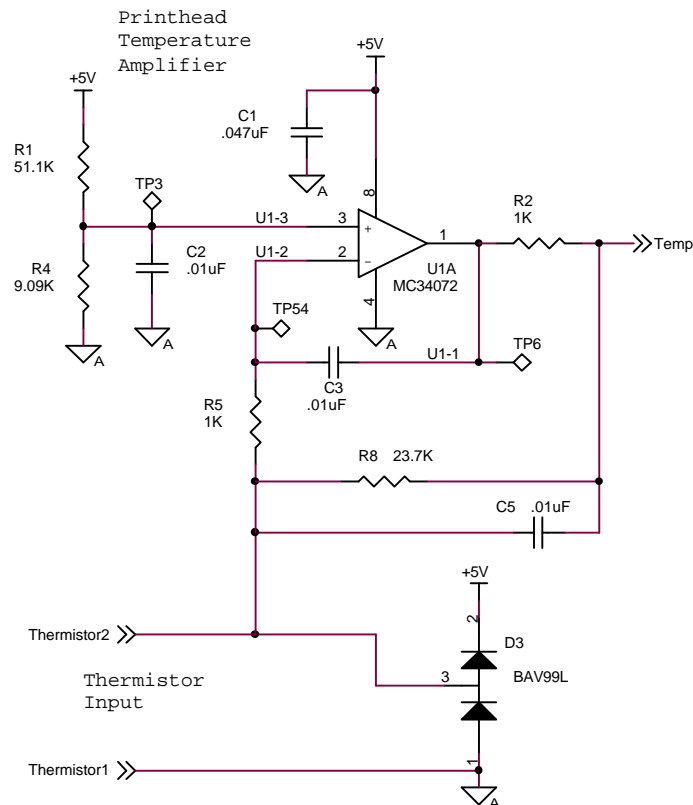 Printhead
Temperature
Amplifier
+5V
+5V
C1
.047uF
R1
51.1K
A
TP3
8
R2
1K
U1-3
3
+
1
Temp
C2
.01uF
U1-2
2
−
U1A
MC34072
R4
9.09K
4
TP54
A
A
A
U1-1
TP6
C3
.01uF
R5
1K
R8 23.7K
C5 .01uF
+5V
2
Thermistor2
D3
BAV99L
3
Thermistor
Input
1
Thermistor1
A